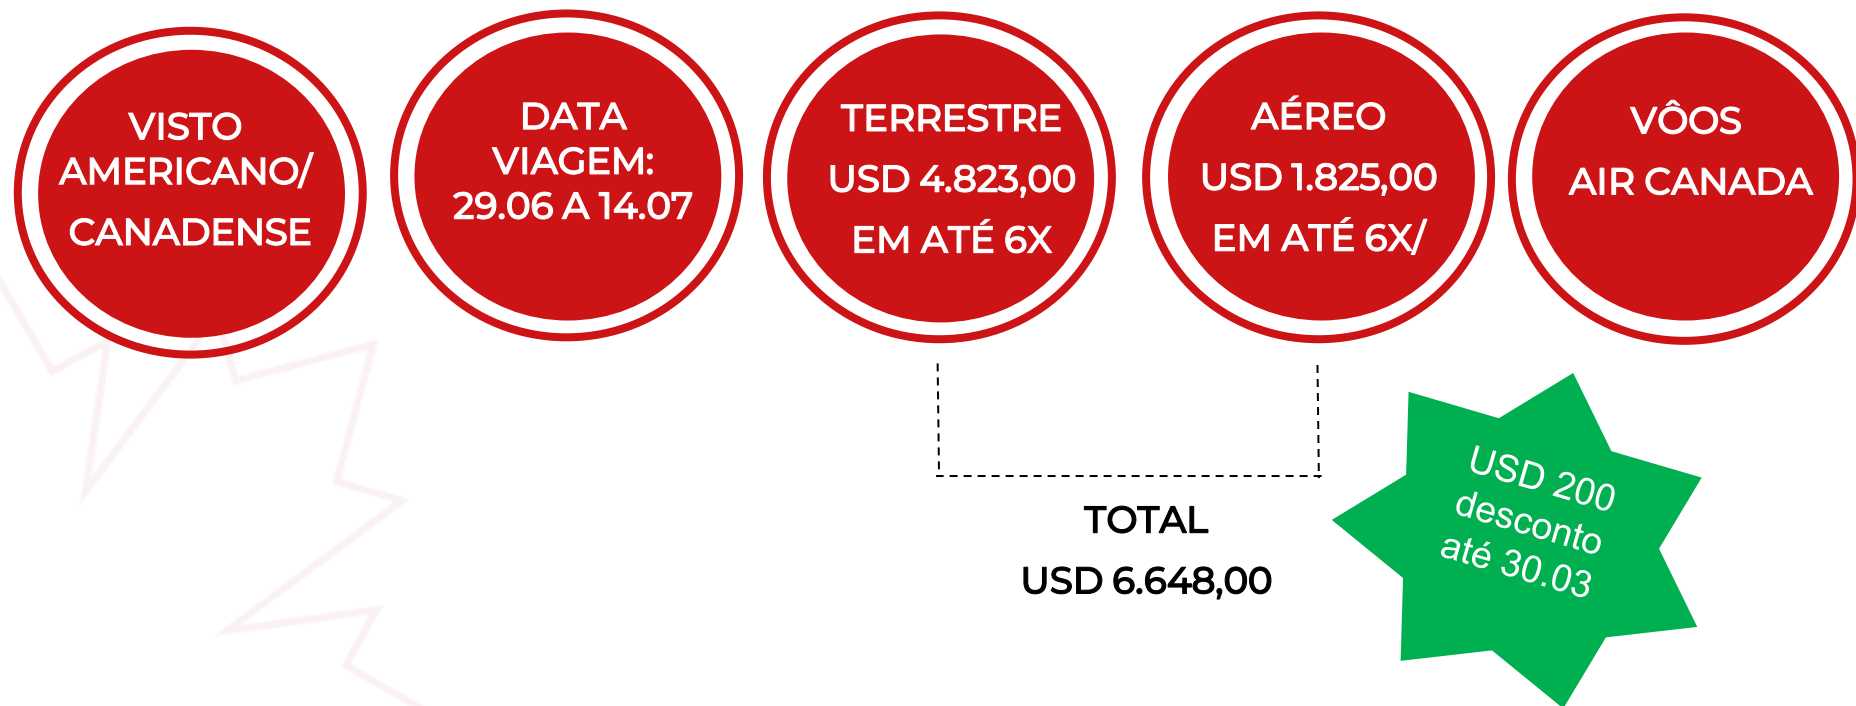 VISTO
AMERICANO/
CANADENSE
DATA
VIAGEM:
29.06 A 14.07
TERRESTRE
USD 4.823,00
EM ATÉ 6X
AÉREO
USD 1.825,00
EM ATÉ 6X/
VÔOS
AIR CANADA
TOTAL
USD 6.648,00
USD 200
desconto
até 30.03